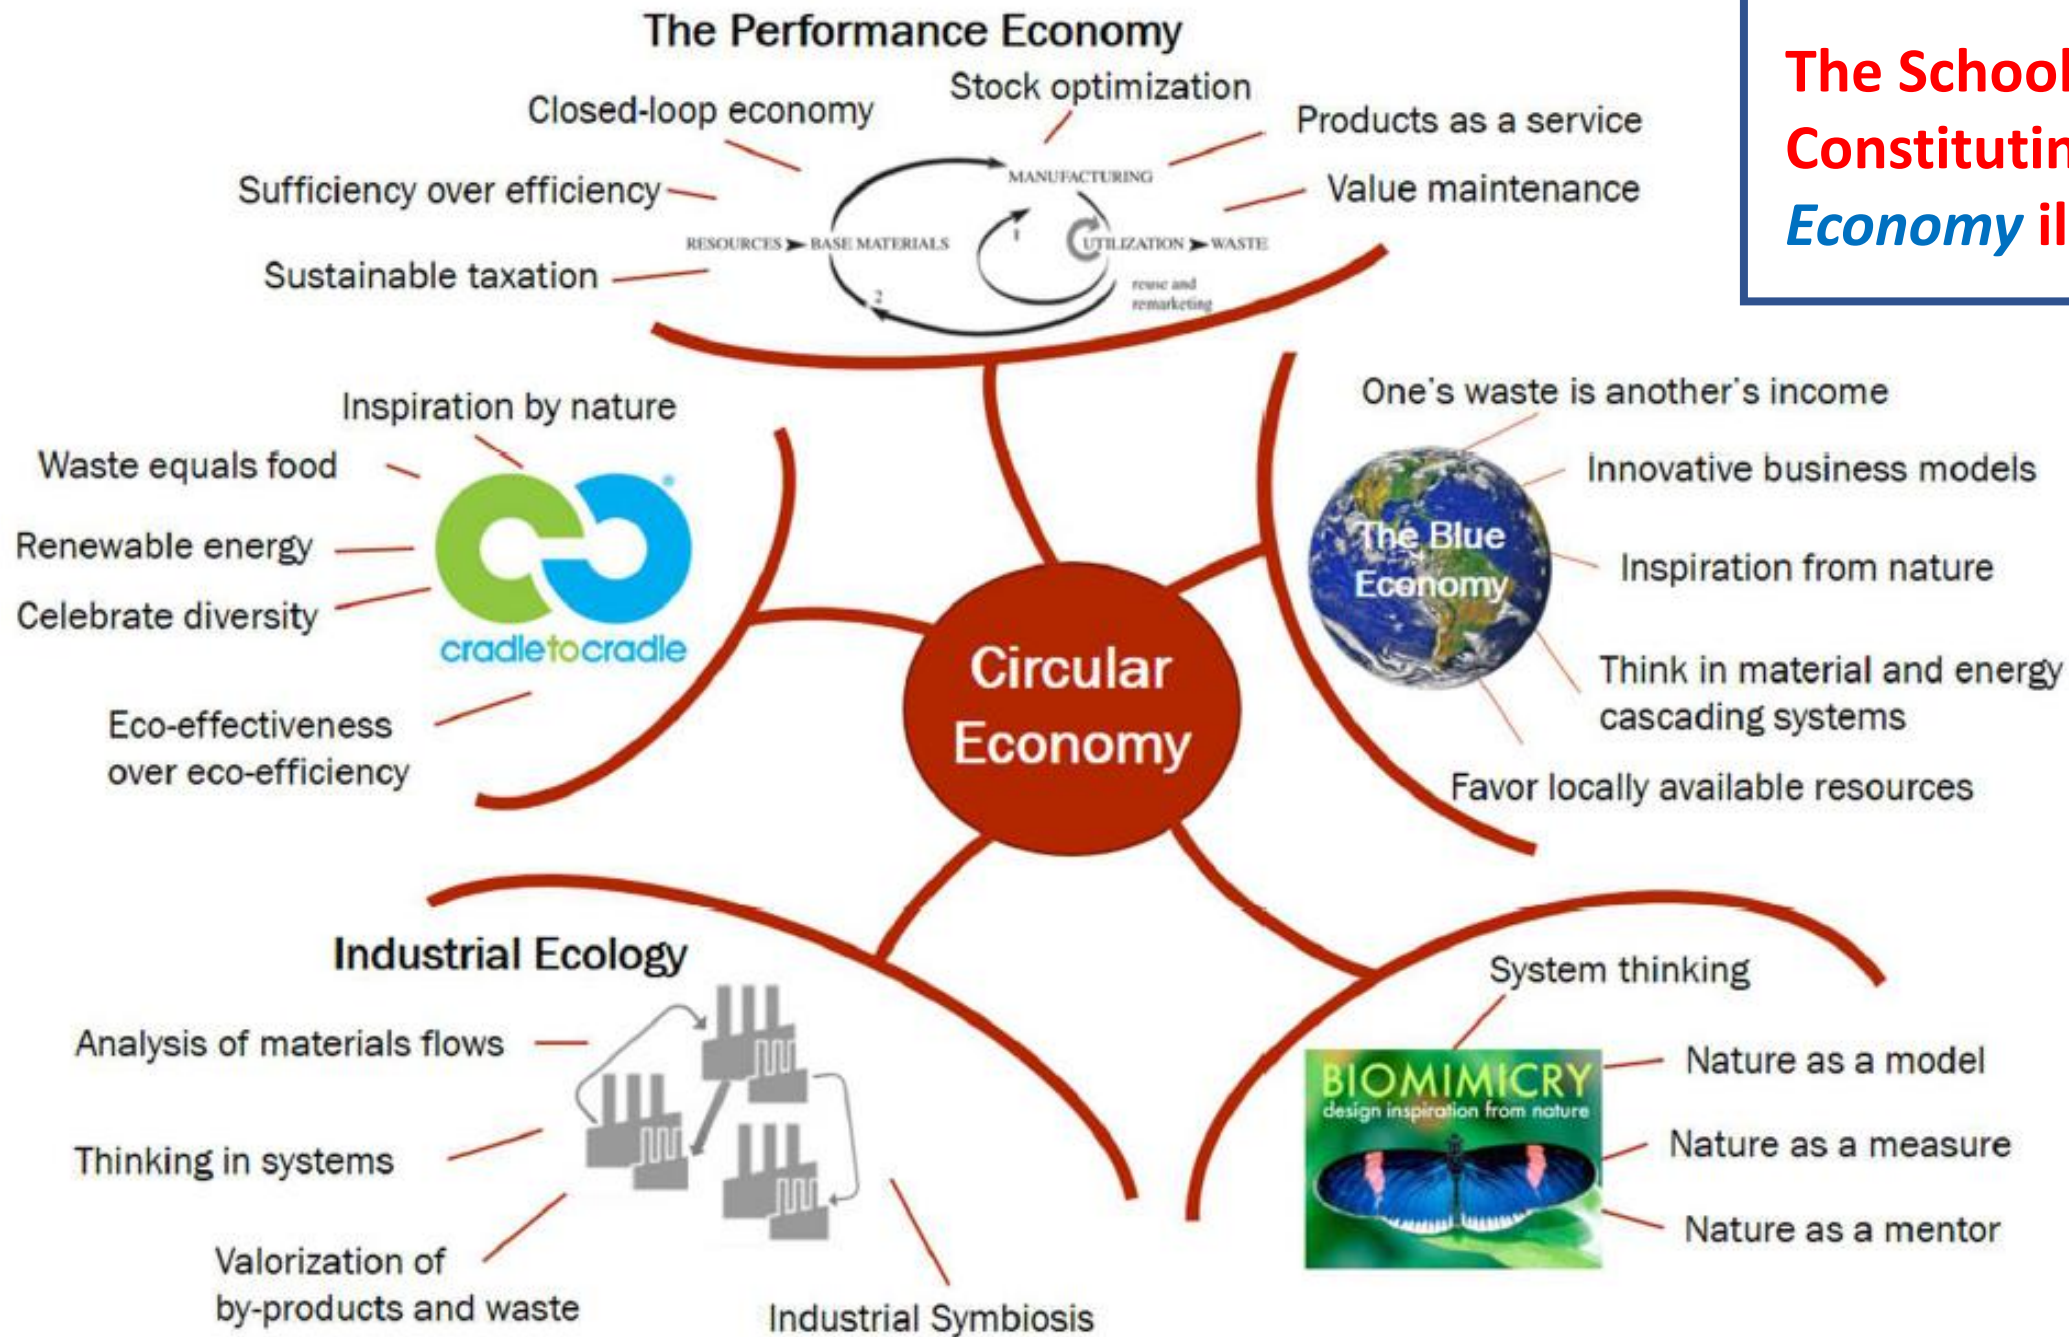 The Performance Economy
Stock optimization
Closed-loop economy
Products as a service
Sufficiency over efficiency
Value maintenance
Sustainable taxation
MANUFACTURING
RESOURCES
BASE MATERIALS
1
UTILIZATION
WASTE
reuse and
remarketing
2
The School
Constitutin
Economy il
Inspiration by nature
Waste equals food
Renewable energy
Celebrate diversity
cradletocradle
®
Eco-effectiveness
over eco-efficiency
Circular
Economy
One's waste is another's income
Innovative business models
The Blue
Economy
Inspiration from nature
Think in material and energy
cascading systems
Favor locally available resources
Industrial Ecology
Analysis of materials flows
Thinking in systems
Valorization of
by-products and waste
Industrial Symbiosis
System thinking
BIOMIMICRY
design inspiration from nature
Nature as a model
Nature as a measure
Nature as a mentor